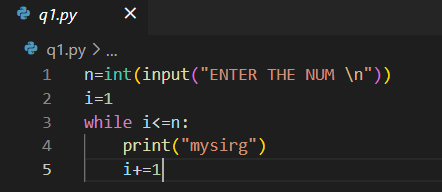 q1.py ×
q1.py > ...
1 n=int(input("ENTER THE NUM \n"))
2 i=1
3 while i<=n:
4     print("mysirg")
5     i+=1